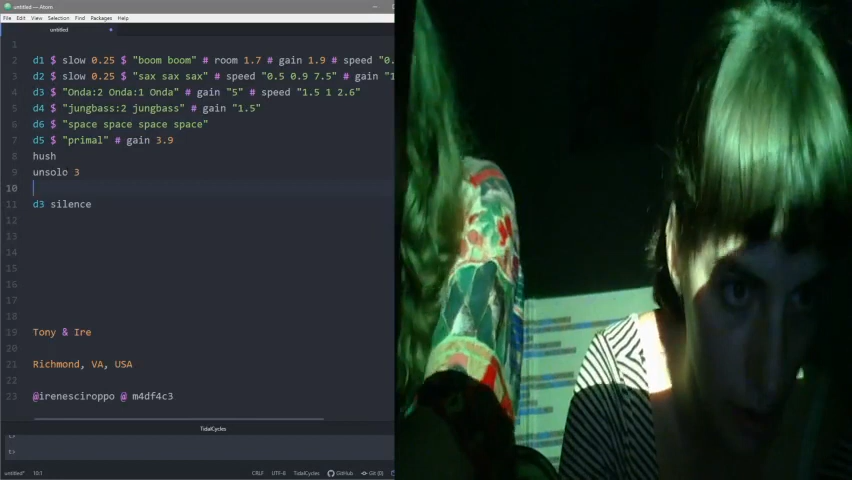 untitled — Atom
File Edit View Selection Find Packages Help
untitled
1
2 d1 $ slow 0.25 $ "boom boom" # room 1.7 # gain 1.9 # speed "0.
3 d2 $ slow 0.25 $ "sax sax sax" # speed "0.5 0.9 7.5" # gain "1
4 d3 $ "Onda:2 Onda:1 Onda" # gain "5" # speed "1.5 1 2.6"
5 d4 $ "jungbass:2 jungbass" # gain "1.5"
6 d6 $ "space space space space"
7 d5 $ "primal" # gain 3.9
8 hush
9 unsolo 3
10
11 d3 silence
12
13
14
15
16
17
18
19 Tony & Ire
20
21 Richmond, VA, USA
22
23 @irenesciroppo @ m4df4c3
TidalCycles
t>
untitled* 10:1 CRLF UTF-8 TidalCycles GitHub Git (0)